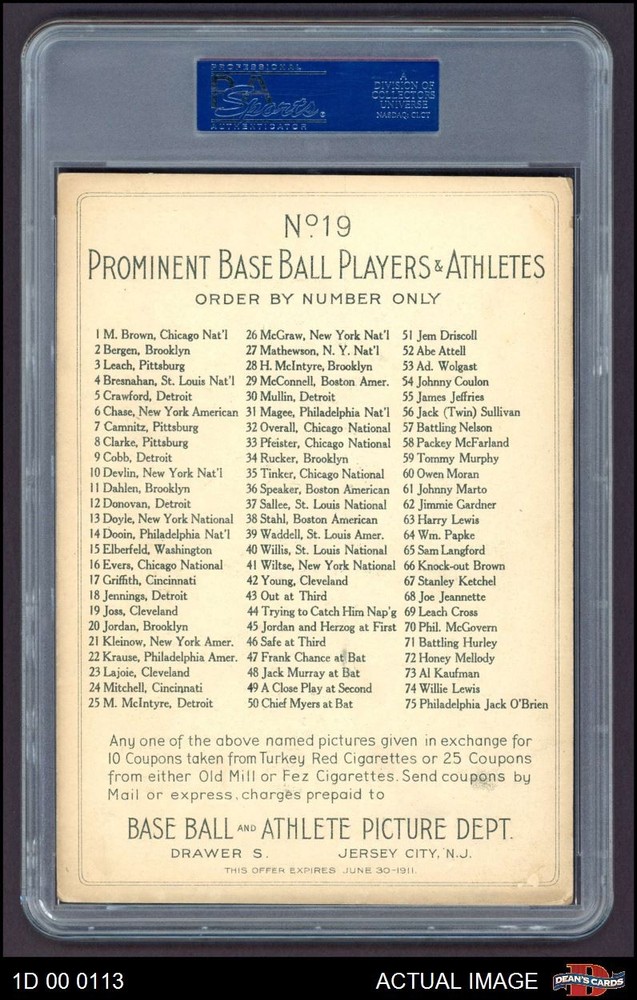 PROFESSIONAL
PSA
Sports
AUTHENTICATOR
A
DIVISION OF
COLLECTORS
UNIVERSE
NASDAQ: CLCT
No. 19
PROMINENT BASE BALL PLAYERS & ATHLETES
ORDER BY NUMBER ONLY
1 M. Brown, Chicago Nat'l
2 Bergen, Brooklyn
3 Leach, Pittsburg
4 Bresnahan, St. Louis Nat'l
5 Crawford, Detroit
6 Chase, New York American
7 Camnitz, Pittsburg
8 Clarke, Pittsburg
9 Cobb, Detroit
10 Devlin, New York Nat'l
11 Dahlen, Brooklyn
12 Donovan, Detroit
13 Doyle, New York National
14 Dooin, Philadelphia Nat'l
15 Elberfeld, Washington
16 Evers, Chicago National
17 Griffith, Cincinnati
18 Jennings, Detroit
19 Joss, Cleveland
20 Jordan, Brooklyn
21 Kleinow, New York Amer.
22 Krause, Philadelphia Amer.
23 Lajoie, Cleveland
24 Mitchell, Cincinnati
25 M. McIntyre, Detroit
26 McGraw, New York Nat'l
27 Mathewson, N. Y. Nat'l
28 H. McIntyre, Brooklyn
29 McConnell, Boston Amer.
30 Mullin, Detroit
31 Magee, Philadelphia Nat'l
32 Overall, Chicago National
33 Pfeister, Chicago National
34 Rucker, Brooklyn
35 Tinker, Chicago National
36 Speaker, Boston American
37 Sallee, St. Louis National
38 Stahl, Boston American
39 Waddell, St. Louis Amer.
40 Willis, St. Louis National
41 Wiltse, New York National
42 Young, Cleveland
43 Out at Third
44 Trying to Catch Him Nap'g
45 Jordan and Herzog at First
46 Safe at Third
47 Frank Chance at Bat
48 Jack Murray at Bat
49 A Close Play at Second
50 Chief Myers at Bat
51 Jem Driscoll
52 Abe Attell
53 Ad. Wolgast
54 Johnny Coulon
55 James Jeffries
56 Jack (Twin) Sullivan
57 Battling Nelson
58 Packey McFarland
59 Tommy Murphy
60 Owen Moran
61 Johnny Marto
62 Jimmie Gardner
63 Harry Lewis
64 Wm. Papke
65 Sam Langford
66 Knock-out Brown
67 Stanley Ketchel
68 Joe Jeannette
69 Leach Cross
70 Phil. McGovern
71 Battling Hurley
72 Honey Mellody
73 Al Kaufman
74 Willie Lewis
75 Philadelphia Jack O'Brien
Any one of the above named pictures given in exchange for
10 Coupons taken from Turkey Red Cigarettes or 25 Coupons
from either Old Mill or Fez Cigarettes. Send coupons by
Mail or express, charges prepaid to
BASE BALL AND ATHLETE PICTURE DEPT.
DRAWER S. JERSEY CITY, N.J.
THIS OFFER EXPIRES JUNE 30-1911.
1D 00 0113
ACTUAL IMAGE
DEAN'S CARDS